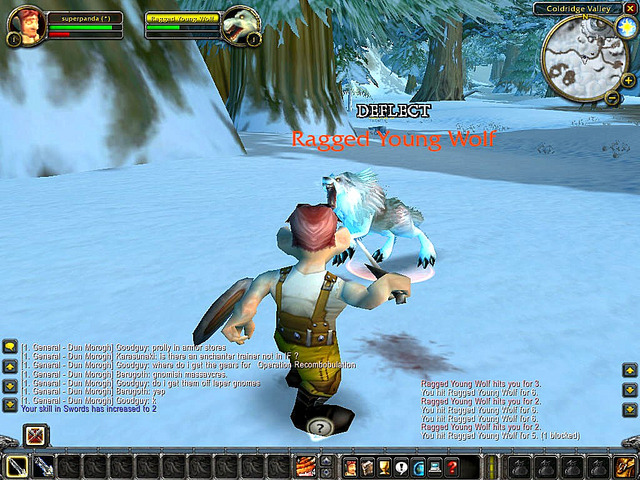 superpanda (*)
Ragged Young Wolf
Coldridge Valley
N
1
1
DEFLECT
Ragged Young Wolf
[1. General - Dun Morogh] Goodguy: prolly in armor stores
[1. General - Dun Morogh] Karasunaki: is there an enchanter trainer not in IF ?
[1. General - Dun Morogh] Goodguy: where do i get the gears for Operation Recombobulation
[1. General - Dun Morogh] Berugoth: gnomish massavcres.
[1. General - Dun Morogh] Goodguy: do i get them off leper gnomes
[1. General - Dun Morogh] Berugoth: yep
[1. General - Dun Morogh] Goodguy: k
Your skill in Swords has increased to 2
Ragged Young Wolf hits you for 3.
You hit Ragged Young Wolf for 6.
Ragged Young Wolf hits you for 2.
You hit Ragged Young Wolf for 6.
You hit Ragged Young Wolf for 6.
Ragged Young Wolf hits you for 2.
You hit Ragged Young Wolf for 5. (1 blocked)
?